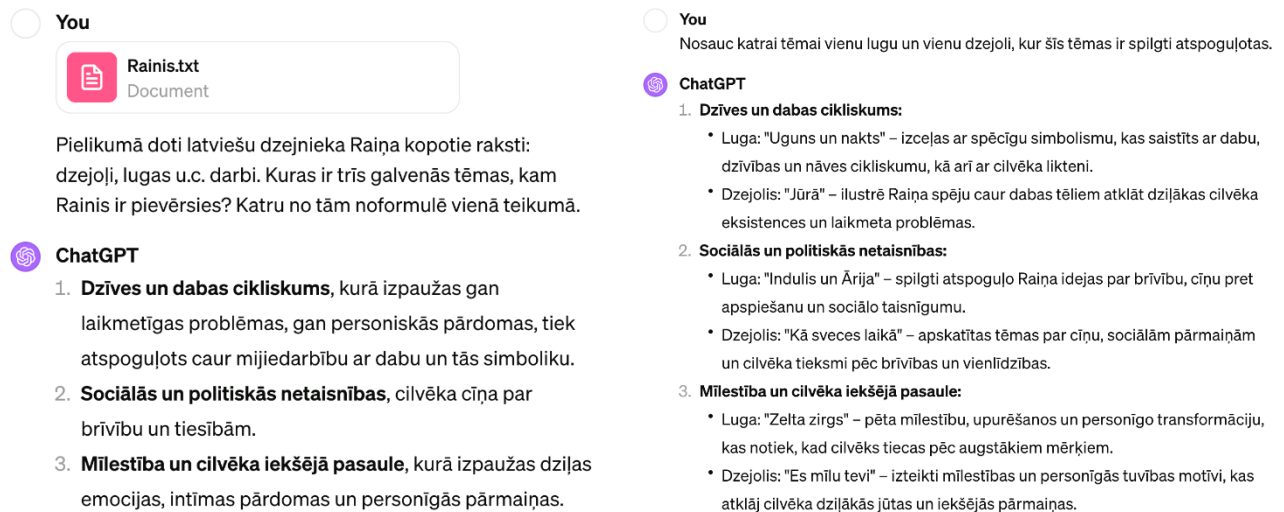 You
Rainis.txt
Document
Pielikumā doti latviešu dzejnieka Raiņa kopotie raksti:
dzejoļi, lugas u.c. darbi. Kuras ir trīs galvenās tēmas, kam
Rainis ir pievērsies? Katru no tām noformulē vienā teikumā.
ChatGPT
1. Dzīves un dabas cikliskums, kurā izpaužas gan
laikmetīgas problēmas, gan personiskās pārdomas, tiek
atspoguļots caur mijiedarbību ar dabu un tās simboliku.
2. Sociālās un politiskās netaisnības, cilvēka cīņa par
brīvību un tiesībām.
3. Mīlestība un cilvēka iekšējā pasaule, kurā izpaužas dziļas
emocijas, intīmas pārdomas un personīgās pārmaiņas.
You
Nosauc katrai tēmai vienu lugu un vienu dzejoli, kur šīs tēmas ir spilgti atspoguļotas.
ChatGPT
1. Dzīves un dabas cikliskums:
• Luga: "Uguns un nakts" – izceļas ar spēcīgu simbolismu, kas saistīts ar dabu,
dzīvības un nāves cikliskumu, kā arī ar cilvēka likteni.
• Dzejolis: "Jūrā" – ilustrē Raiņa spēju caur dabas tēliem atklāt dziļākas cilvēka
eksistences un laikmeta problēmas.
2. Sociālās un politiskās netaisnības:
• Luga: "Indulis un Ārija" – spilgti atspoguļo Raiņa idejas par brīvību, cīņu pret
apspiešanu un sociālo taisnīgumu.
• Dzejolis: "Kā sveces laikā" – apskatītas tēmas par cīņu, sociālām pārmaiņām
un cilvēka tieksmi pēc brīvības un vienlīdzības.
3. Mīlestība un cilvēka iekšējā pasaule:
• Luga: "Zelta zirgs" – pēta mīlestību, upurēšanos un personīgo transformāciju,
kas notiek, kad cilvēks tiecas pēc augstākiem mērķiem.
• Dzejolis: "Es mīlu tevi" – izteikti mīlestības un personīgās tuvības motīvi, kas
atklāj cilvēka dziļākās jūtas un iekšējās pārmaiņas.